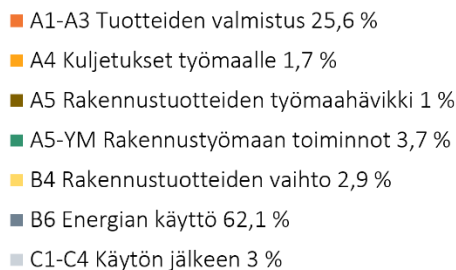 A1-A3 Tuotteiden valmistus 25,6 %
A4 Kuljetukset työmaalle 1,7 %
A5 Rakennustuotteiden työmaahävikki 1 %
A5-YM Rakennustyömaan toiminnot 3,7 %
B4 Rakennustuotteiden vaihto 2,9 %
B6 Energian käyttö 62,1 %
C1-C4 Käytön jälkeen 3 %